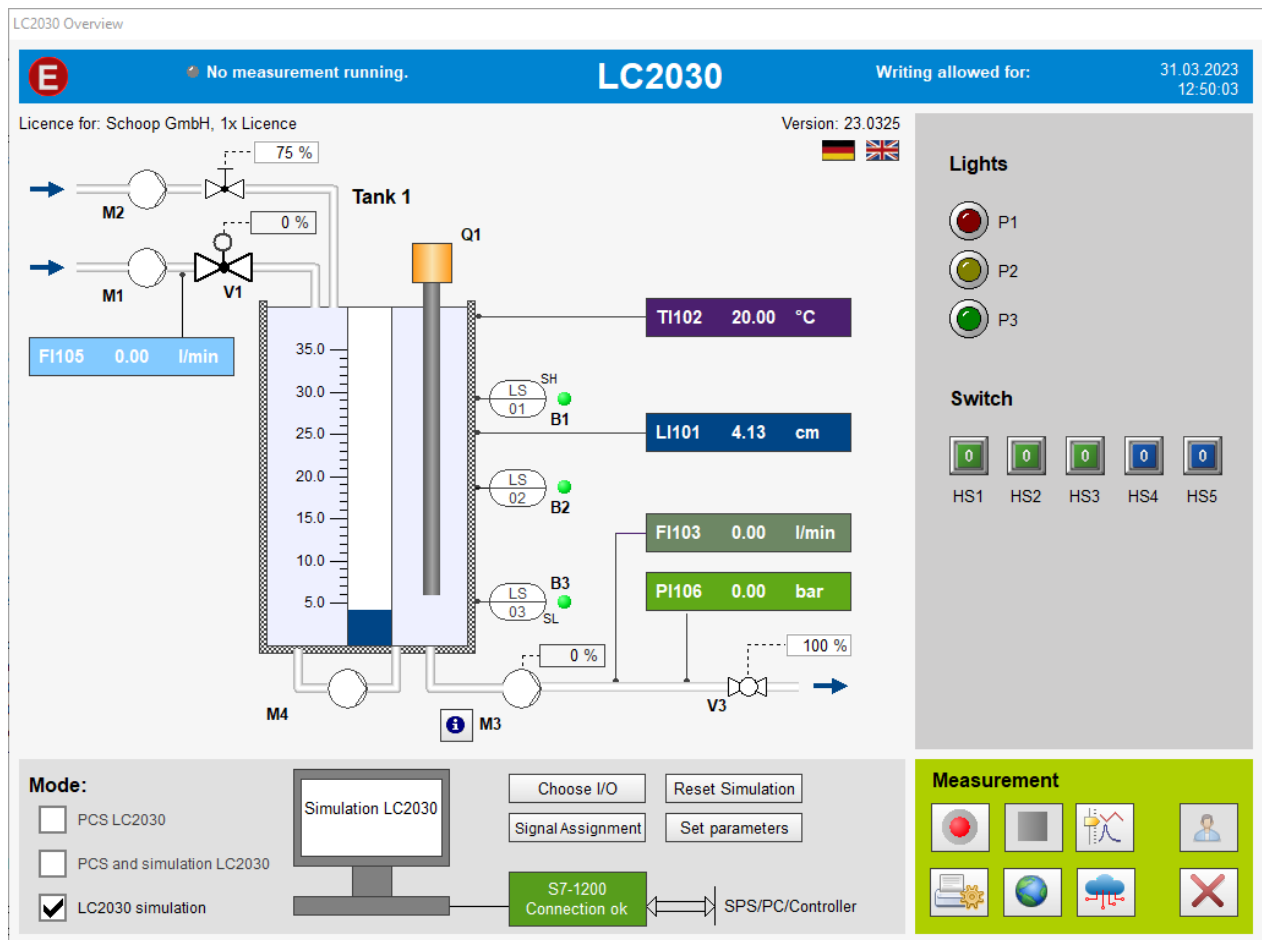 LC2030 Overview
E
No measurement running.
LC2030
Writing allowed for:
31.03.2023
12:50:03
Licence for: Schoop GmbH, 1x Licence
Version: 23.0325
75 %
M2
Tank 1
0 %
Q1
M1
V1
FI105 0.00 l/min
TI102 20.00 °C
35.0
30.0
25.0
20.0
15.0
10.0
5.0
LS
01
SH
B1
LI101 4.13 cm
LS
02
B2
FI103 0.00 l/min
PI106 0.00 bar
LS
03
B3
SL
0 %
100 %
M4
M3
V3
Lights
P1
P2
P3
Switch
0 0 0 0 0
HS1 HS2 HS3 HS4 HS5
Mode:
PCS LC2030
PCS and simulation LC2030
LC2030 simulation
Simulation LC2030
Choose I/O
Reset Simulation
Signal Assignment
Set parameters
S7-1200
Connection ok
SPS/PC/Controller
Measurement